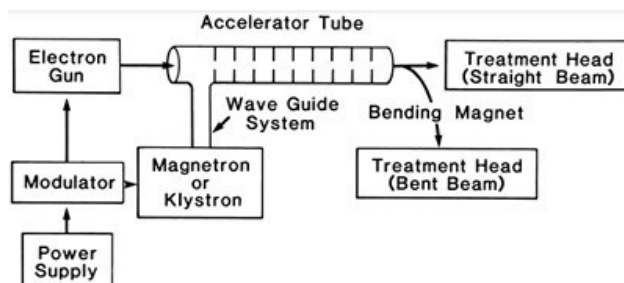 Accelerator Tube
Electron
Gun
Treatment Head
(Straight Beam)
Wave Guide
System
Bending Magnet
Modulator
Magnetron
or
Klystron
Treatment Head
(Bent Beam)
Power
Supply